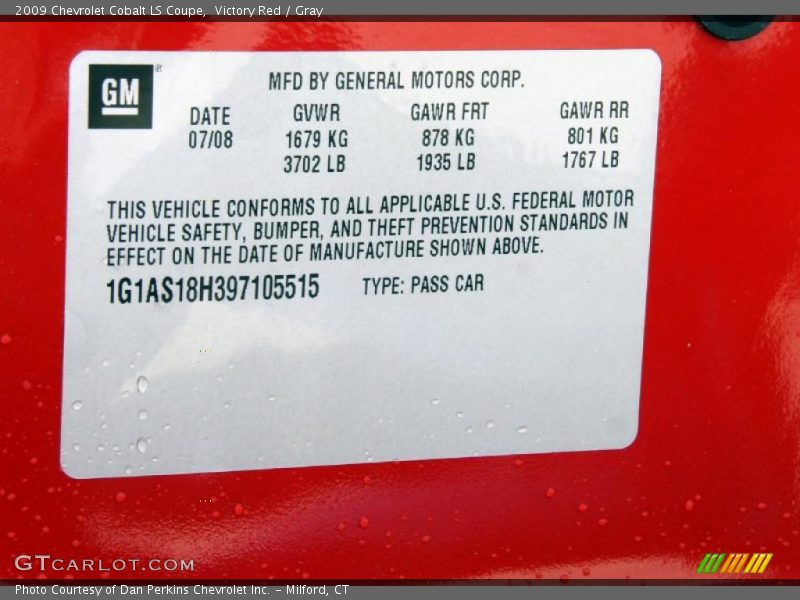 2009 Chevrolet Cobalt LS Coupe, Victory Red / Gray
GM
MFD BY GENERAL MOTORS CORP.
DATE GVWR GAWR FRT GAWR RR
07/08 1679 KG 878 KG 801 KG
3702 LB 1935 LB 1767 LB
THIS VEHICLE CONFORMS TO ALL APPLICABLE U.S. FEDERAL MOTOR
VEHICLE SAFETY, BUMPER, AND THEFT PREVENTION STANDARDS IN
EFFECT ON THE DATE OF MANUFACTURE SHOWN ABOVE.
1G1AS18H397105515 TYPE: PASS CAR
GTCARLOT.COM
Photo Courtesy of Dan Perkins Chevrolet Inc. - Milford, CT